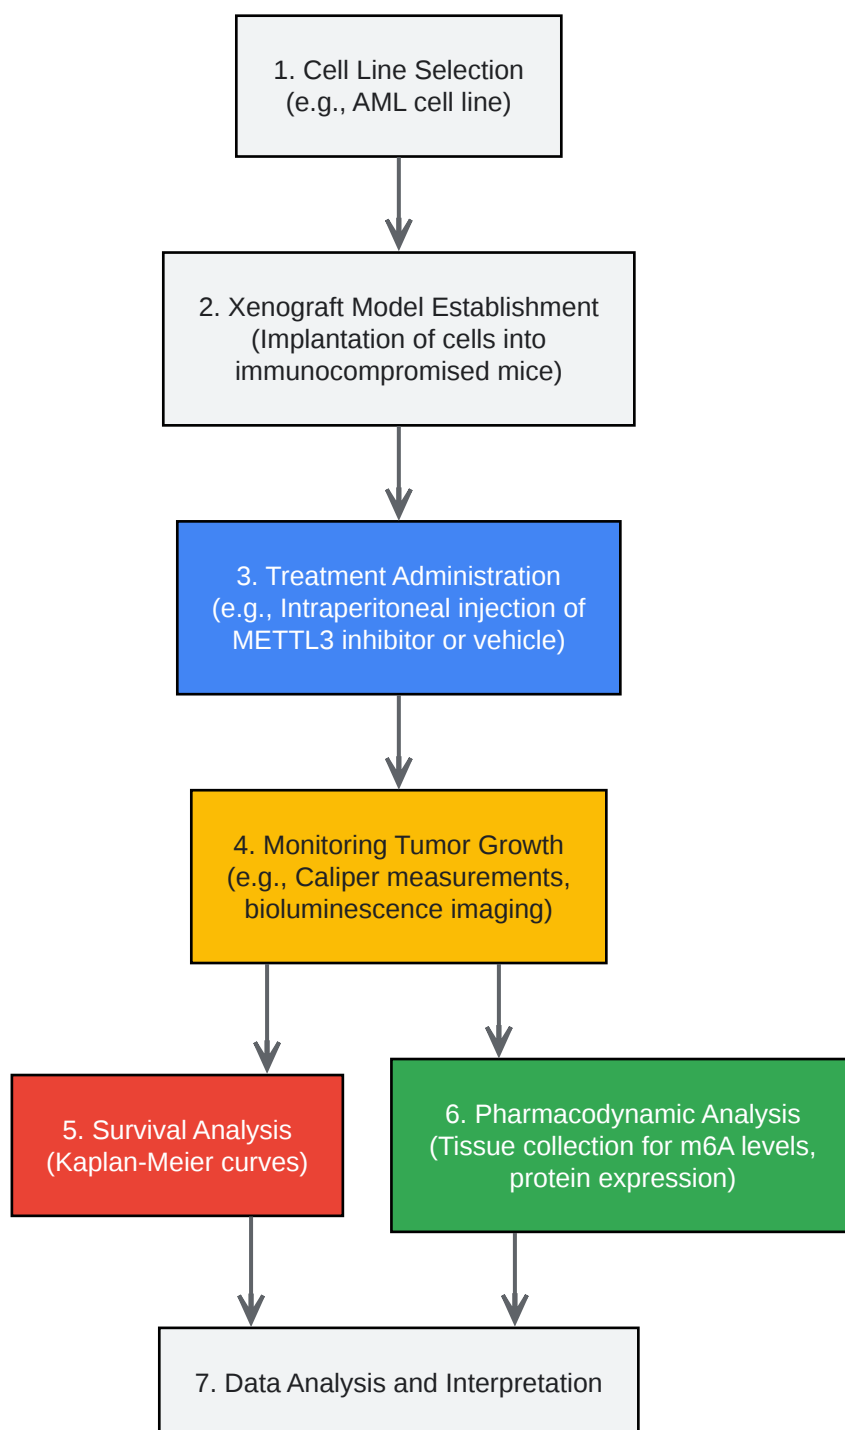 1. Cell Line Selection
(e.g., AML cell line)
2. Xenograft Model Establishment
(Implantation of cells into
immunocompromised mice)
3. Treatment Administration
(e.g., Intraperitoneal injection of
METTL3 inhibitor or vehicle)
4. Monitoring Tumor Growth
(e.g., Caliper measurements,
bioluminescence imaging)
5. Survival Analysis
(Kaplan-Meier curves)
6. Pharmacodynamic Analysis
(Tissue collection for m6A levels,
protein expression)
7. Data Analysis and Interpretation